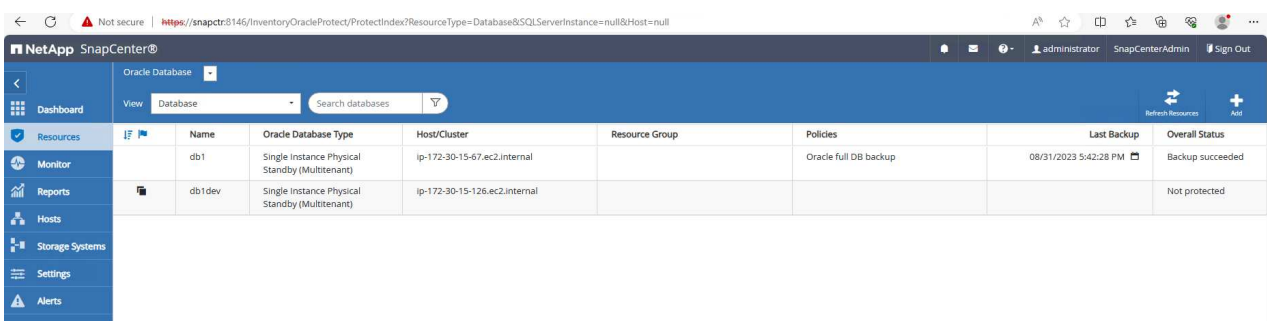 Not secure https://snapctr:8146/InventoryOracleProtect/ProtectIndex?ResourceType=Database&SQLServerInstance=null&Host=null
NetApp SnapCenter® administrator SnapCenterAdmin Sign Out
Oracle Database
Dashboard View Database Search databases Refresh Resources Add
Resources Name Oracle Database Type Host/Cluster Resource Group Policies Last Backup Overall Status
Monitor db1 Single Instance Physical ip-172-30-15-67.ec2.internal Oracle full DB backup 08/31/2023 5:42:28 PM Backup succeeded
Standby (Multitenant)
Reports db1dev Single Instance Physical ip-172-30-15-126.ec2.internal Not protected
Standby (Multitenant)
Hosts
Storage Systems
Settings
Alerts